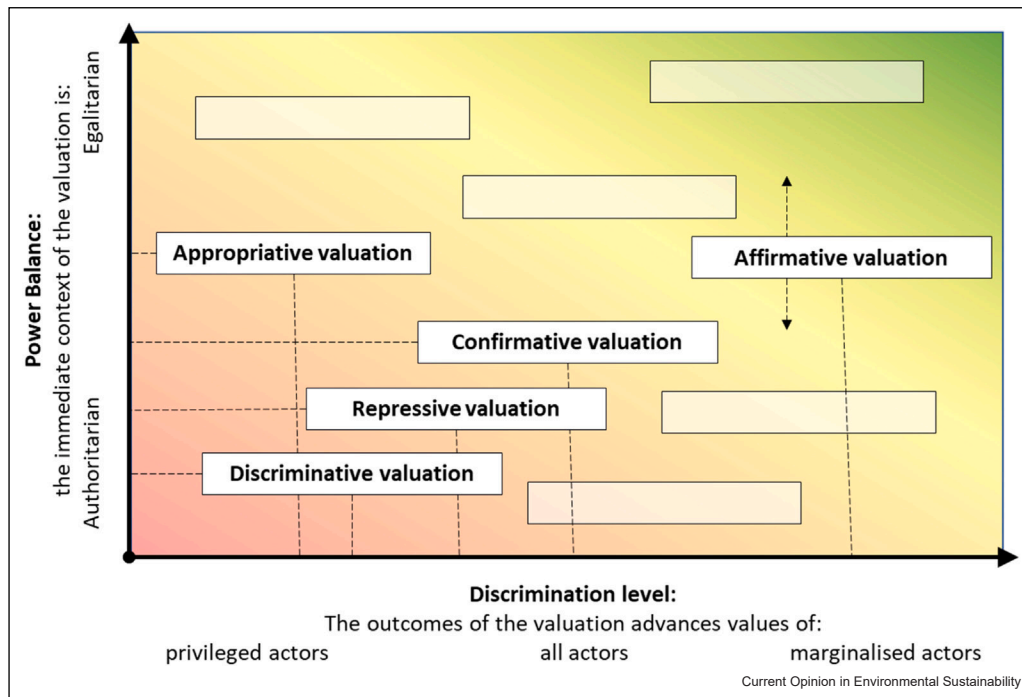 Power Balance:
the immediate context of the valuation is:
Egalitarian
Authoritarian
Appropriative valuation
Affirmative valuation
Confirmative valuation
Repressive valuation
Discriminative valuation
Discrimination level:
The outcomes of the valuation advances values of:
privileged actors all actors marginalised actors
Current Opinion in Environmental Sustainability